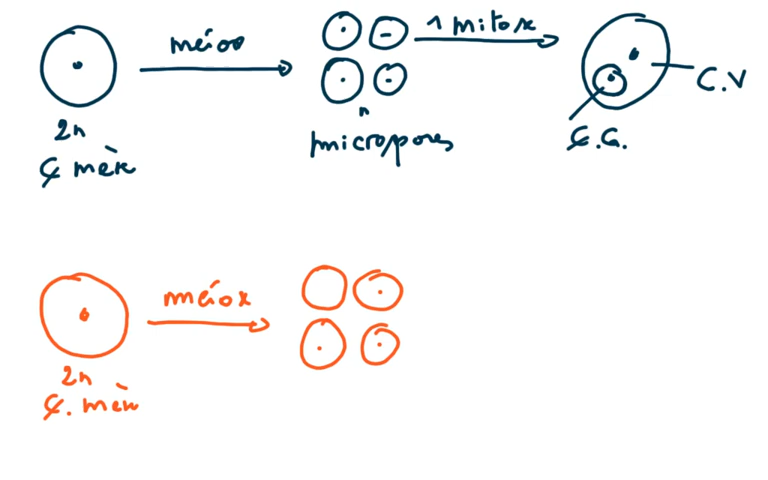 méiose
1 mitose
C.V
n
2n
micropores
ȼ mère
ȼ.G.
méiose
2n
ȼ. mère